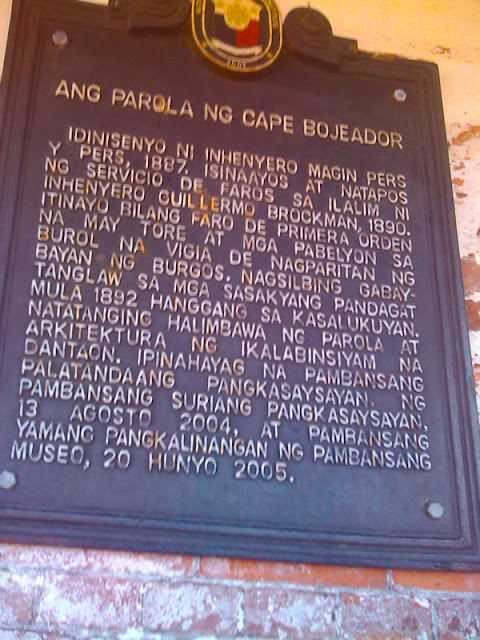 ANG PAROLA NG CAPE BOJEADOR
IDINISENYO NI INHENYERO MAGIN PERS
Y PERS, 1887. ISINAAYOS AT NATAPOS
NG SERVICIO DE FAROS SA ILALIM NI
INHENYERO GUILLERMO BROCKMAN, 1890.
ITINAYO BILANG FARO DE PRIMERA ORDEN
NA MAY TORE AT MGA PABELYON SA
BUROL NA VIGIA DE NAGPARITAN NG
BAYAN NG BURGOS. NAGSILBING GABAY-
TANGLAW SA MGA SASAKYANG PANDAGAT
MULA 1892 HANGGANG SA KASALUKUYAN.
NATATANGING HALIMBAWA NG PAROLA AT
ARKITEKTURA NG IKALABINSIYAM NA
DANTAON. IPINAHAYAG NA PAMBANSANG
PALATANDAANG PANGKASAYSAYAN. NG
PAMBANSANG SURIANG PANGKASAYSAYAN,
13 AGOSTO 2004, AT PAMBANSANG
YAMANG PANGKALINANGAN NG PAMBANSANG
MUSEO, 20 HUNYO 2005.